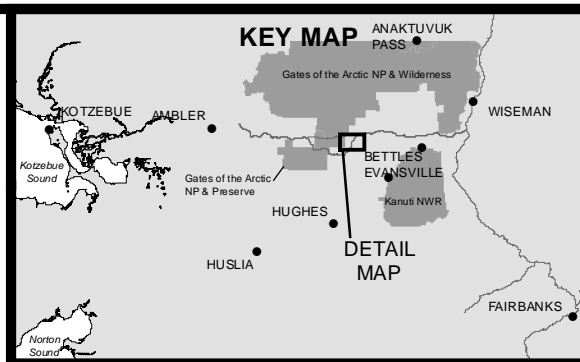 KEY MAP
ANAKTUVUK
PASS
Gates of the Arctic NP & Wilderness
KOTZEBUE
AMBLER
WISEMAN
Kotzebue
Sound
BETTLES
EVANSVILLE
Gates of the Arctic
NP & Preserve
Kanuti NWR
HUGHES
DETAIL
MAP
HUSLIA
FAIRBANKS
Norton
Sound